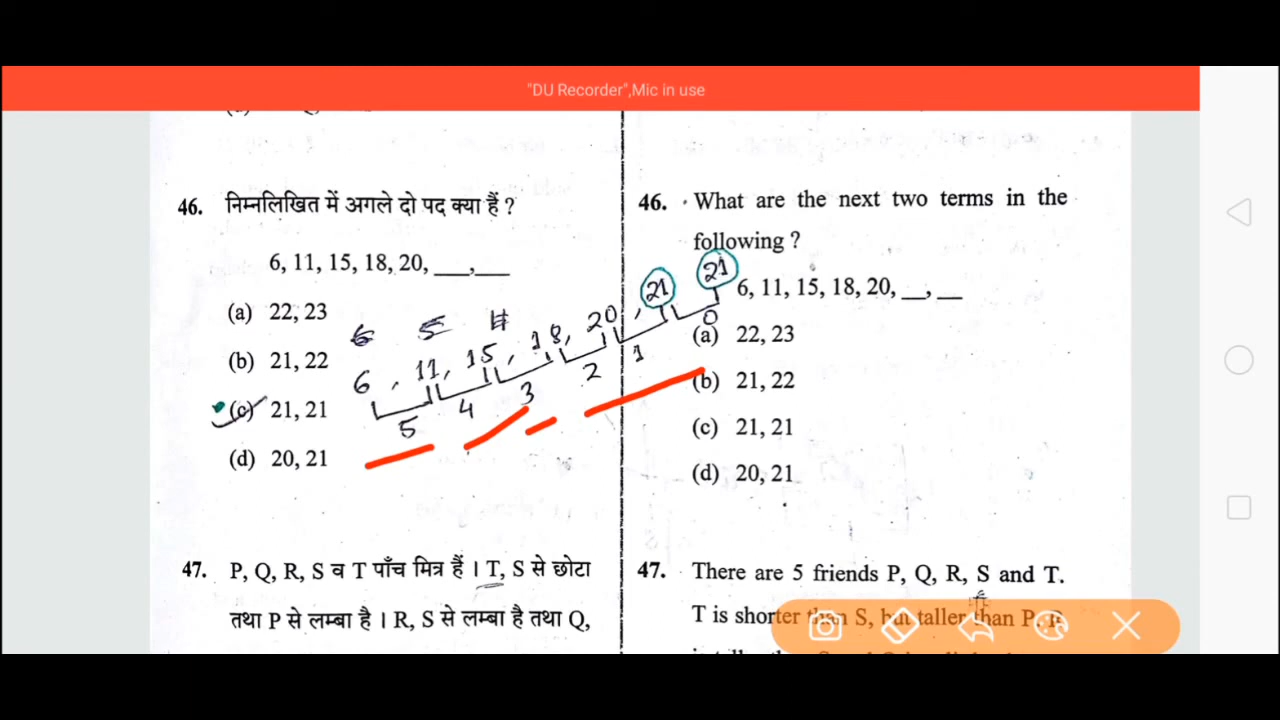 "DU Recorder",Mic in use
46. निम्नलिखित में अगले दो पद क्या हैं ?
6, 11, 15, 18, 20, ___,___
(a) 22, 23
(b) 21, 22
(c) 21, 21
(d) 20, 21
6 , 11, 15 , 18, 20 , 21 21
5 4 3 2 1 0
47. P, Q, R, S व T पाँच मित्र हैं । T, S से छोटा
तथा P से लम्बा है । R, S से लम्बा है तथा Q,
46. What are the next two terms in the
following ?
6, 11, 15, 18, 20, __, __
(a) 22, 23
(b) 21, 22
(c) 21, 21
(d) 20, 21
47. There are 5 friends P, Q, R, S and T.
T is shorter than S, but taller than P.